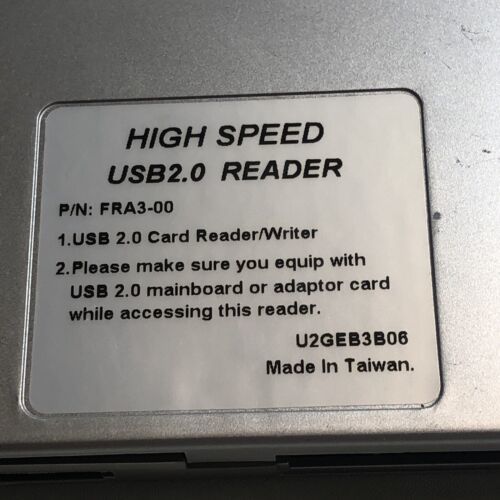 HIGH SPEED
USB2.0 READER
P/N: FRA3-00
1.USB 2.0 Card Reader/Writer
2.Please make sure you equip with
USB 2.0 mainboard or adaptor card
while accessing this reader.
U2GEB3B06
Made In Taiwan.